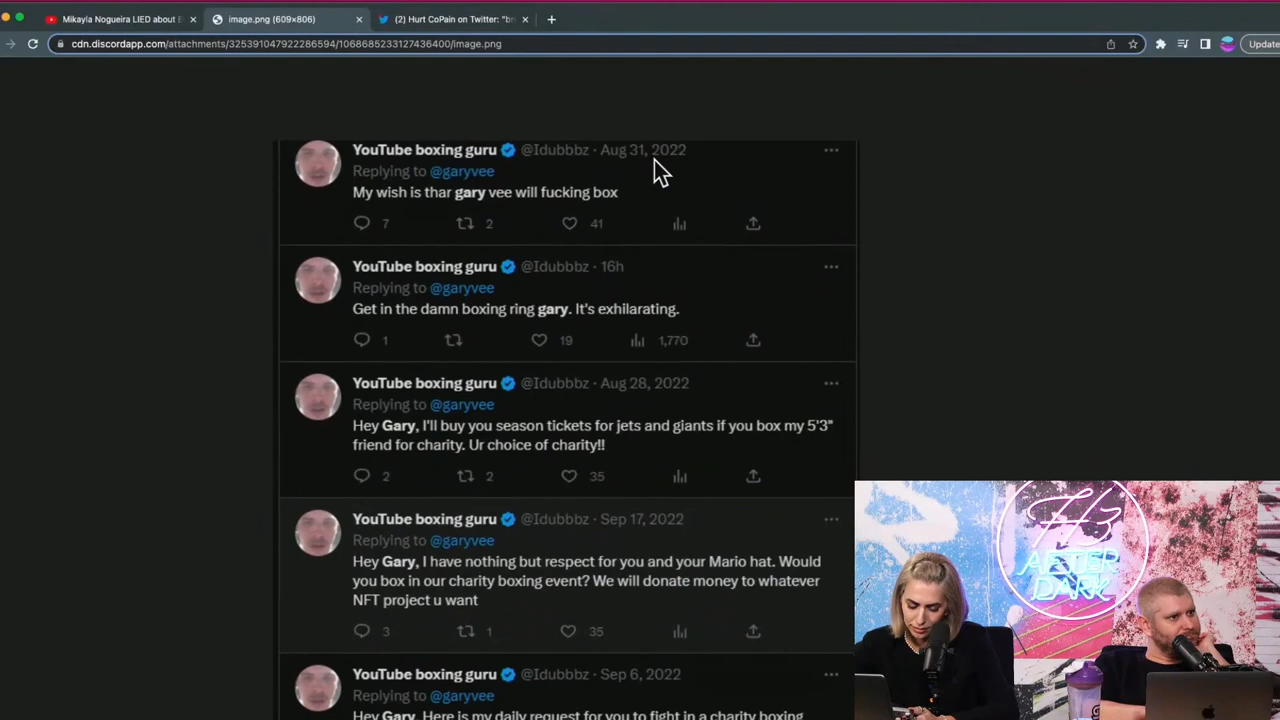 Mikayla Nogueira LIED about E
image.png (609×806)
(2) Hurt CoPain on Twitter: "br
cdn.discordapp.com/attachments/325391047922286594/1068685233127436400/image.png
Update
YouTube boxing guru @Idubbbz · Aug 31, 2022
Replying to @garyvee
My wish is thar gary vee will fucking box
7 2 41
YouTube boxing guru @Idubbbz · 16h
Replying to @garyvee
Get in the damn boxing ring gary. It's exhilarating.
1 19 1,770
YouTube boxing guru @Idubbbz · Aug 28, 2022
Replying to @garyvee
Hey Gary, I'll buy you season tickets for jets and giants if you box my 5'3"
friend for charity. Ur choice of charity!!
2 2 35
YouTube boxing guru @Idubbbz · Sep 17, 2022
Replying to @garyvee
Hey Gary, I have nothing but respect for you and your Mario hat. Would
you box in our charity boxing event? We will donate money to whatever
NFT project u want
3 1 35
YouTube boxing guru @Idubbbz · Sep 6, 2022
Replying to @garyvee
Hey Gary, Here is my daily request for you to fight in a charity boxing
H3
AFTER
DARK